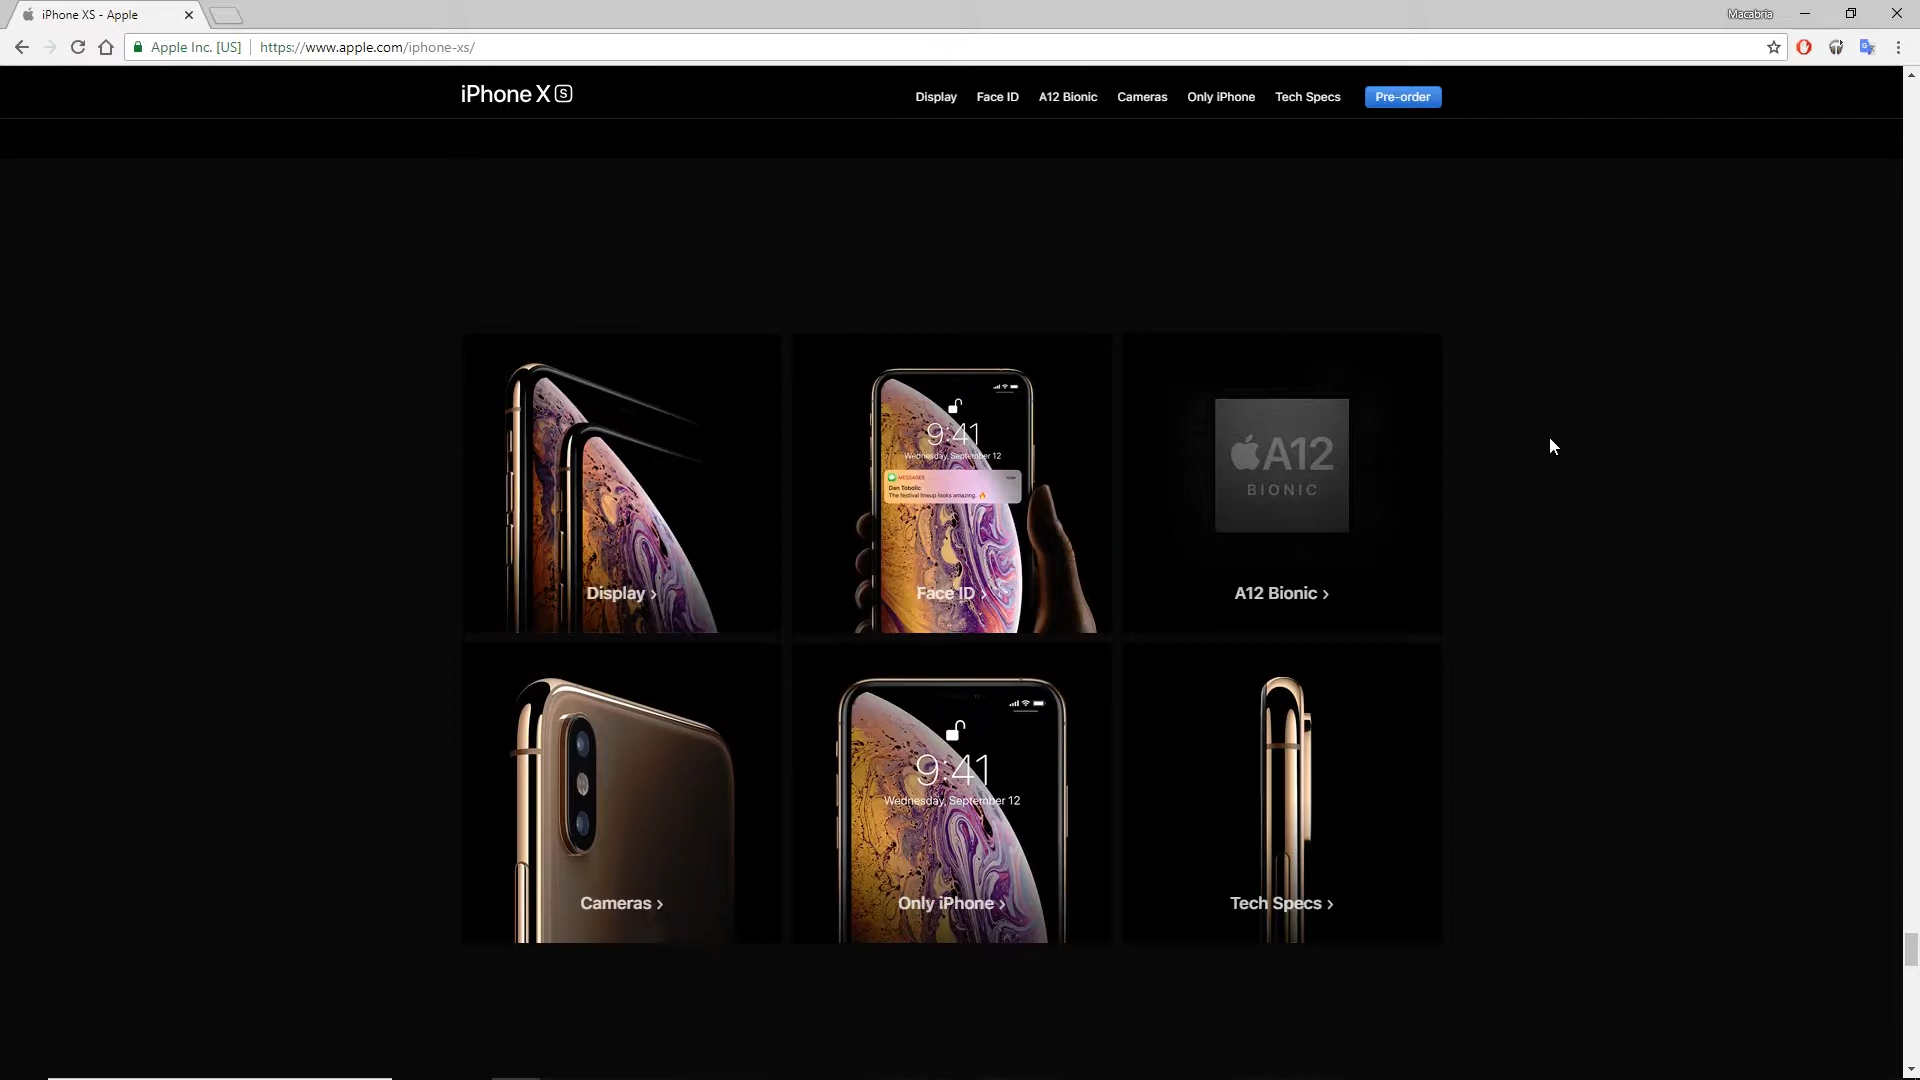 iPhone XS - Apple
Macabria
Apple Inc. [US]
https://www.apple.com/iphone-xs/
iPhone XS
Display
Face ID
A12 Bionic
Cameras
Only iPhone
Tech Specs
Pre-order
9:41
Wednesday, September 12
MESSAGES
now
Dan Tobolic
The festival lineup looks amazing. 🔥
A12
BIONIC
Display ›
Face ID ›
A12 Bionic ›
9:41
Wednesday, September 12
Cameras ›
Only iPhone ›
Tech Specs ›